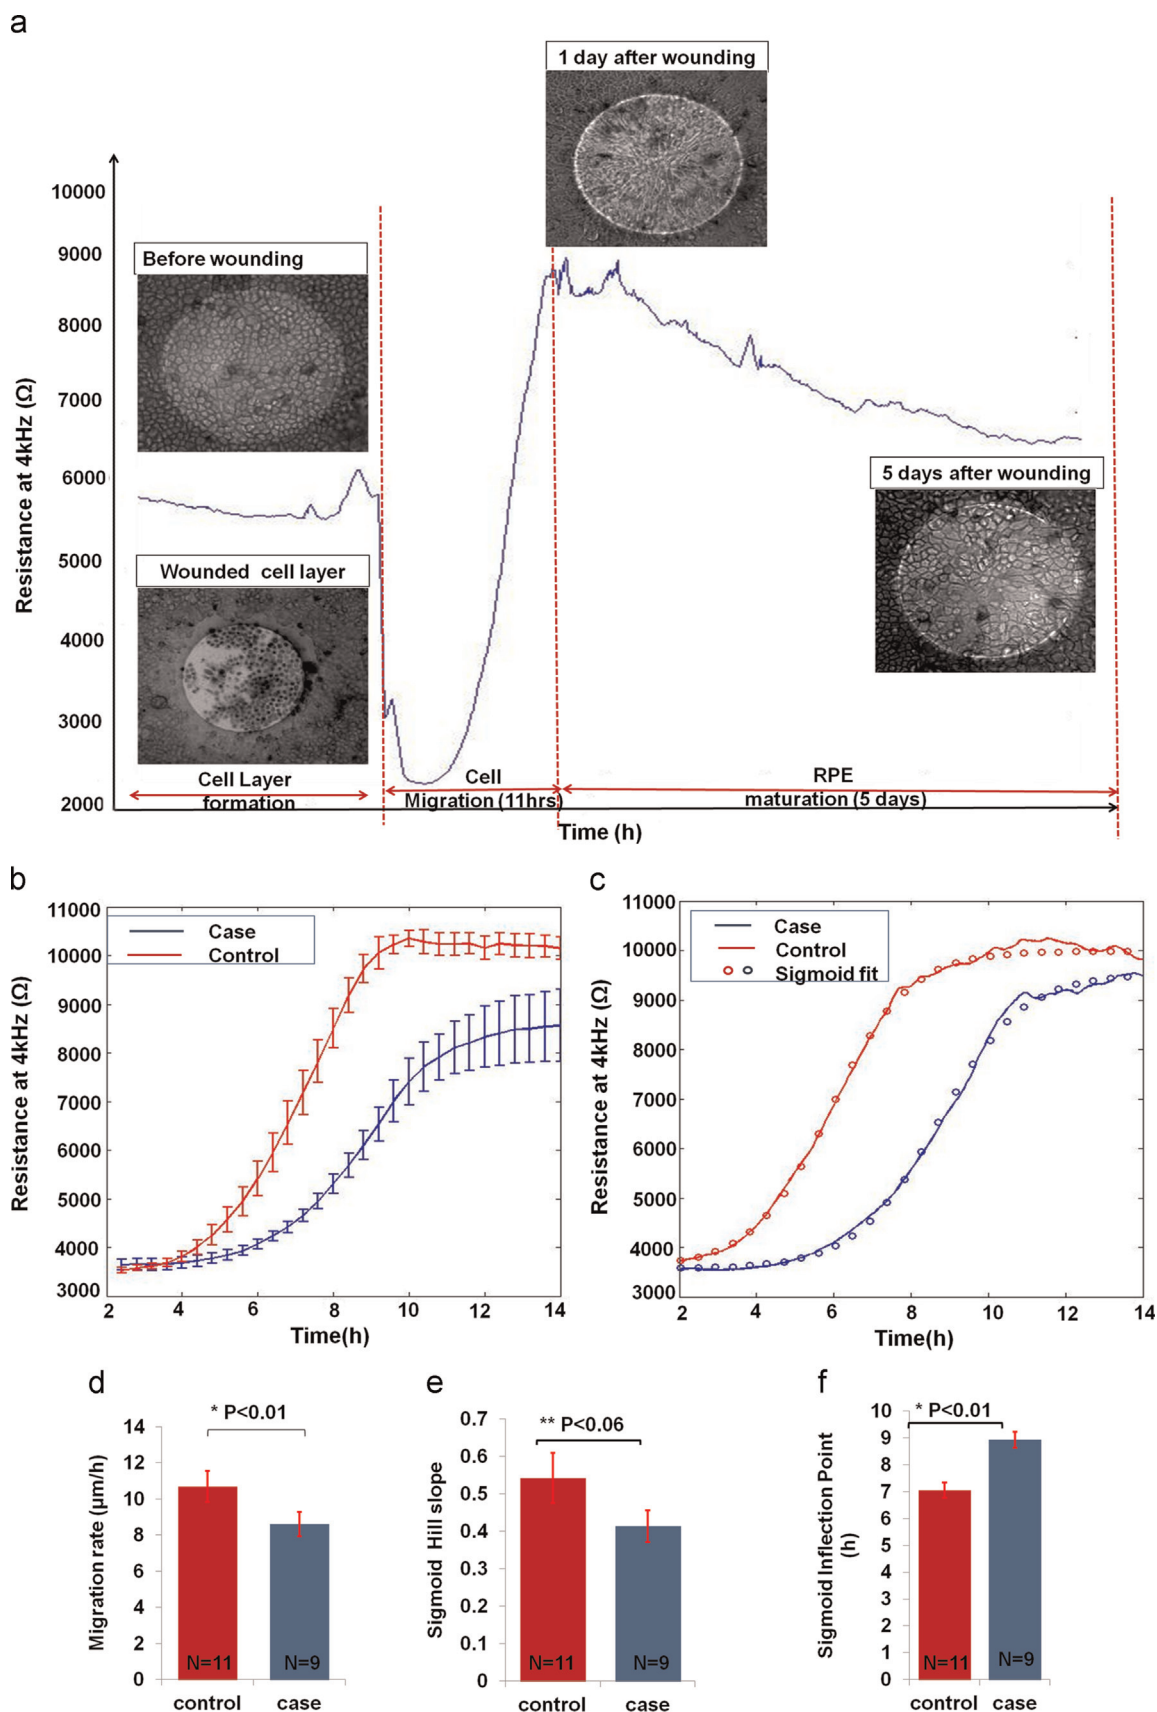 a
1 day after wounding
10000
9000
8000
7000
6000
5000
4000
3000
2000
Resistance at 4kHz (Ω)
Before wounding
Wounded cell layer
5 days after wounding
Cell Layer
formation
Cell
Migration (11hrs)
RPE
maturation (5 days)
Time (h)
b
11000
10000
9000
8000
7000
6000
5000
4000
3000
Resistance at 4kHz (Ω)
Case
Control
2 4 6 8 10 12 14
Time(h)
c
11000
10000
9000
8000
7000
6000
5000
4000
3000
Resistance at 4kHz (Ω)
Case
Control
Sigmoid fit
2 4 6 8 10 12 14
Time(h)
d
* P<0.01
14
12
10
8
6
4
2
0
Migration rate (μm/h)
N=11 N=9
control case
e
** P<0.06
0.7
0.6
0.5
0.4
0.3
0.2
0.1
0
Sigmoid Hill slope
N=11 N=9
control case
f
* P<0.01
10
9
8
7
6
5
4
3
2
1
0
Sigmoid Inflection Point
(h)
N=11 N=9
control case